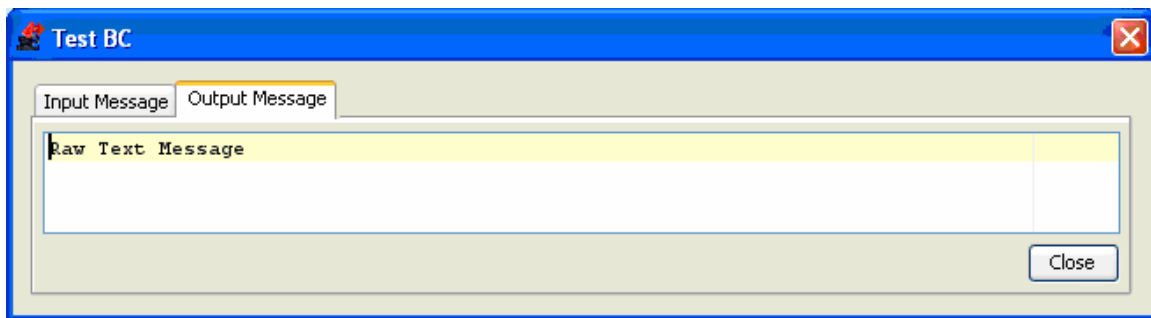 Test BC
Input Message
Output Message
Raw Text Message
Close